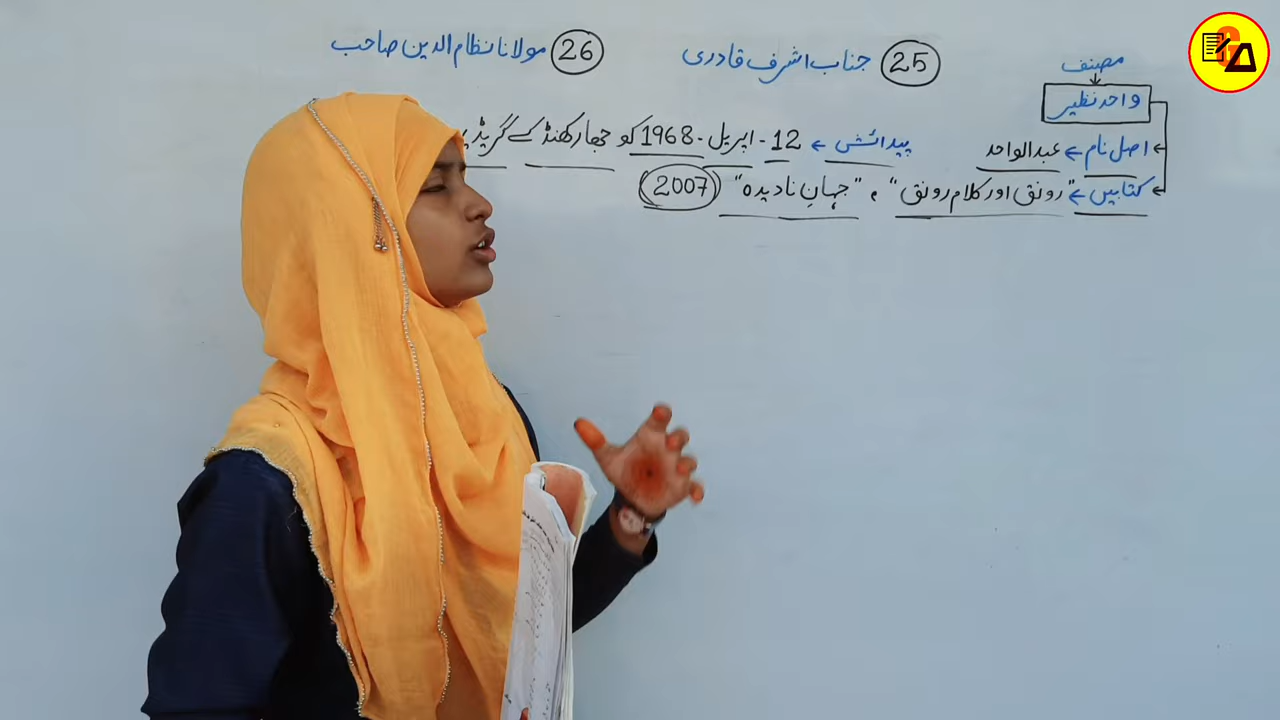 مصنف
واحد نظیر
25 جناب اشرف قادری
26 مولانا نظام الدین صاحب
اصل نام ← عبدالواحد
پیدائش ← 12 - اپریل - 1968 کو جھارکھنڈ کے گریڈ
کتابیں ← "رونق اور کلام رونق" ، "جہانِ نادیدہ" (2007)